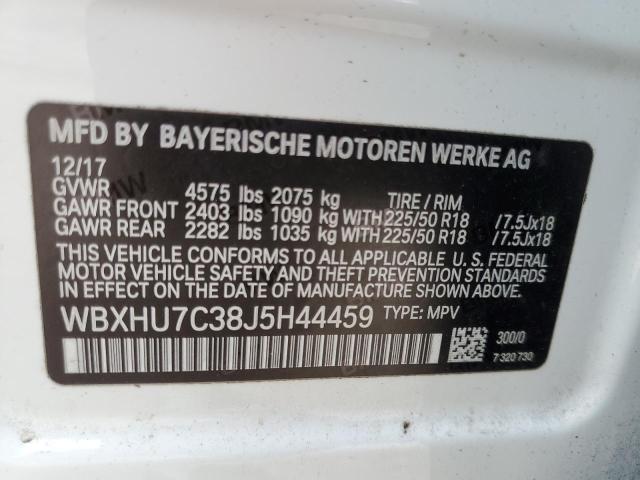 MFD BY BAYERISCHE MOTOREN WERKE AG
12/17
GVWR 4575 lbs 2075 kg TIRE / RIM
GAWR FRONT 2403 lbs 1090 kg WITH 225/50 R18 /7.5Jx18
GAWR REAR 2282 lbs 1035 kg WITH 225/50 R18 /7.5Jx18
THIS VEHICLE CONFORMS TO ALL APPLICABLE U. S. FEDERAL
MOTOR VEHICLE SAFETY AND THEFT PREVENTION STANDARDS
IN EFFECT ON THE DATE OF MANUFACTURE SHOWN ABOVE:
WBXHU7C38J5H44459 TYPE: MPV
300/0
7 320 730